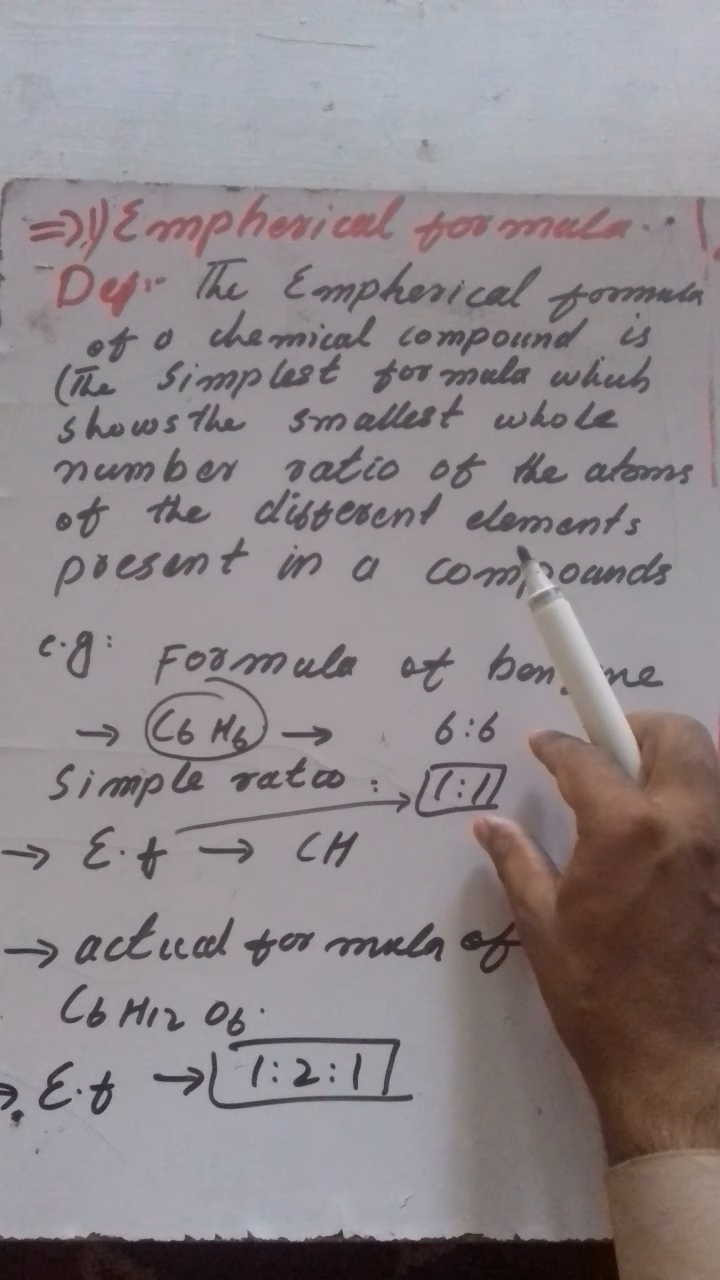 ⇒1) Empherical formula..
Def:- The Empherical formula
of a chemical compound is
(The simplest formula which
shows the smallest whole
number ratio of the atoms
of the different elements
present in a compounds
e.g: Formula of
→ C6 H6 → 6:6
Simple ratio: 1:1
→ E.f → CH
→ actual formula of
C6 H12 O6.
→ E.f → 1:2:1